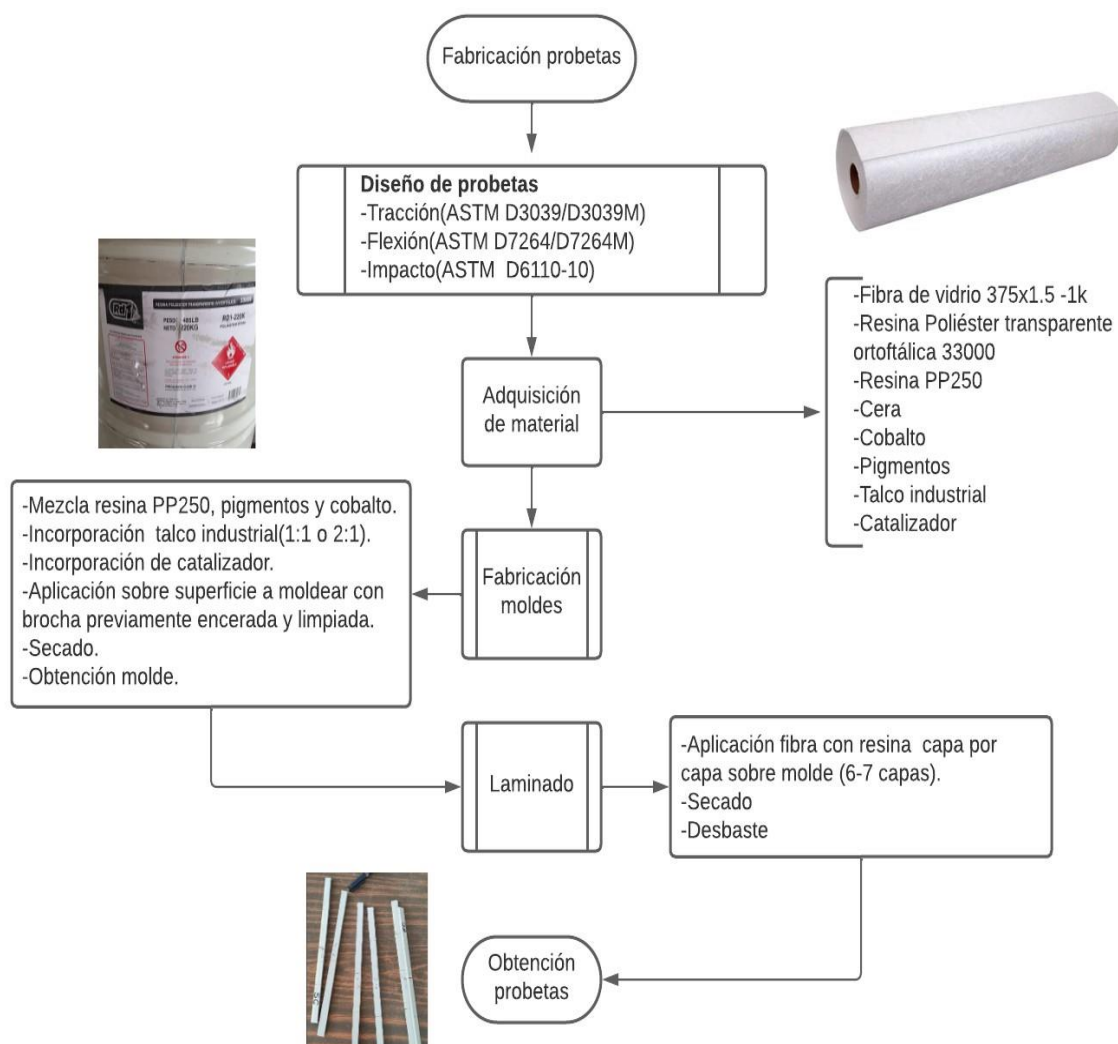 Fabricación probetas
Diseño de probetas
-Tracción(ASTM D3039/D3039M)
-Flexión(ASTM D7264/D7264M)
-Impacto(ASTM D6110-10)
-Fibra de vidrio 375x1.5 -1k
-Resina Poliéster transparente
ortoftálica 33000
-Resina PP250
-Cera
-Cobalto
-Pigmentos
-Talco industrial
-Catalizador
Adquisición
de material
Fabricación
moldes
-Mezcla resina PP250, pigmentos y cobalto.
-Incorporación talco industrial(1:1 o 2:1).
-Incorporación de catalizador.
-Aplicación sobre superficie a moldear con
brocha previamente encerada y limpiada.
-Secado.
-Obtención molde.
Laminado
-Aplicación fibra con resina capa por
capa sobre molde (6-7 capas).
-Secado
-Desbaste
Obtención
probetas